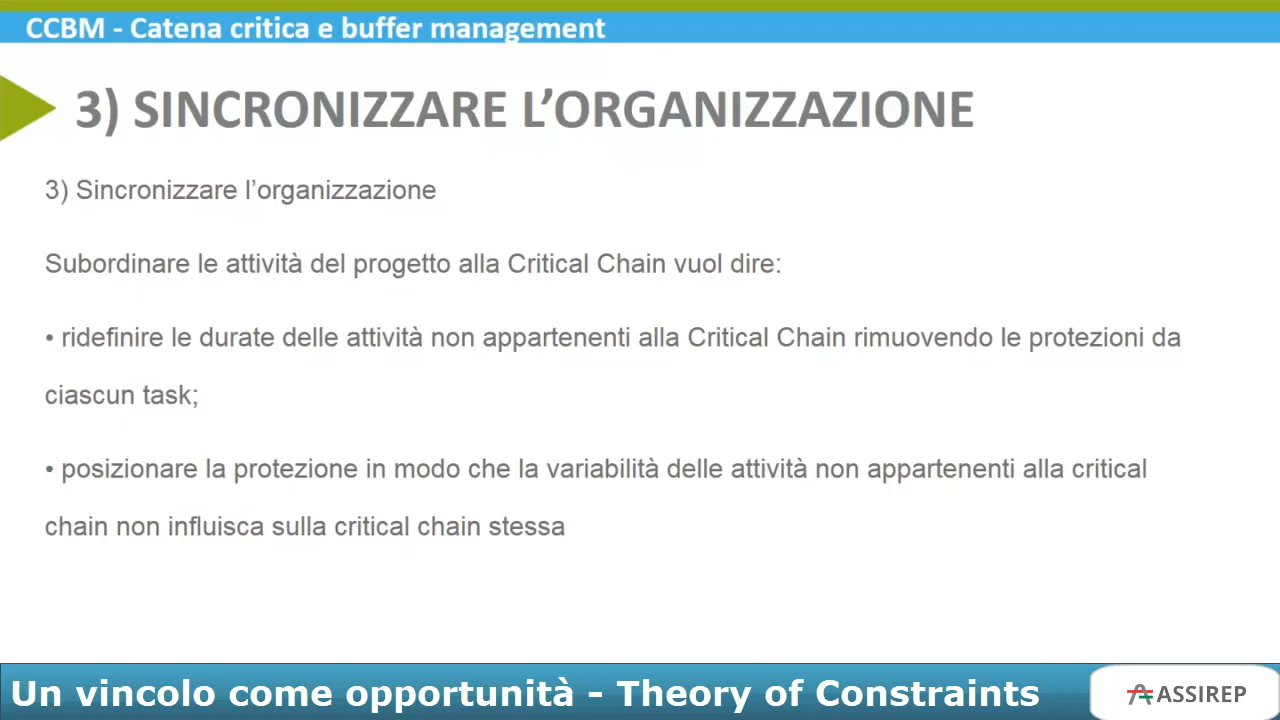 CCBM - Catena critica e buffer management
3) SINCRONIZZARE L’ORGANIZZAZIONE
3) Sincronizzare l’organizzazione
Subordinare le attività del progetto alla Critical Chain vuol dire:
• ridefinire le durate delle attività non appartenenti alla Critical Chain rimuovendo le protezioni da
ciascun task;
• posizionare la protezione in modo che la variabilità delle attività non appartenenti alla critical
chain non influisca sulla critical chain stessa
Un vincolo come opportunità - Theory of Constraints
ASSIREP